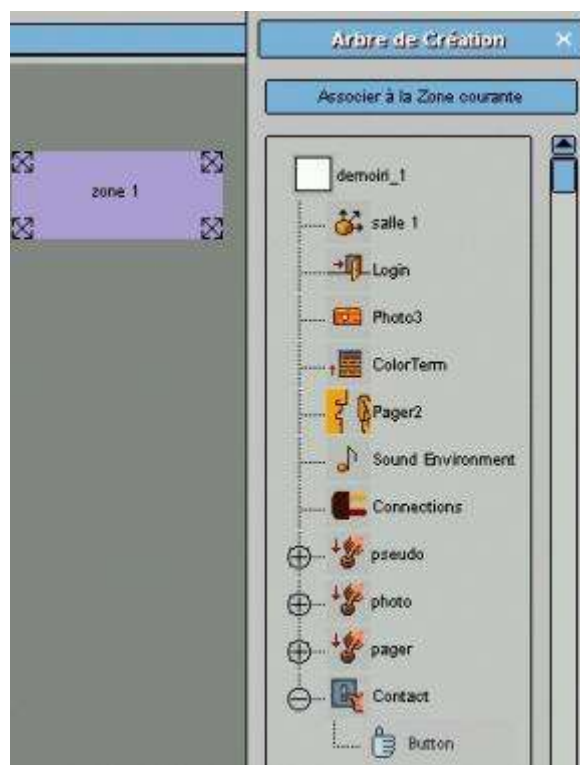 Arbre de Création
Associer à la Zone courante
zone 1
demoiri_1
salle 1
Login
Photo3
ColorTerm
Pager2
Sound Environment
Connections
pseudo
photo
pager
Contact
Button